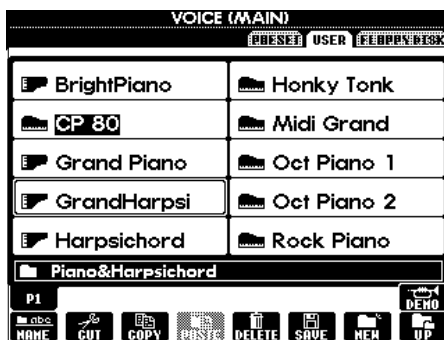 VOICE (MAIN)
PRESET USER FLOPPY DISK
BrightPiano
CP 80
Grand Piano
GrandHarpsi
Harpsichord
Honky Tonk
Midi Grand
Oct Piano 1
Oct Piano 2
Rock Piano
Piano&Harpsichord
P1
DEMO
abc
NAME CUT COPY PASTE DELETE SAVE NEW UP